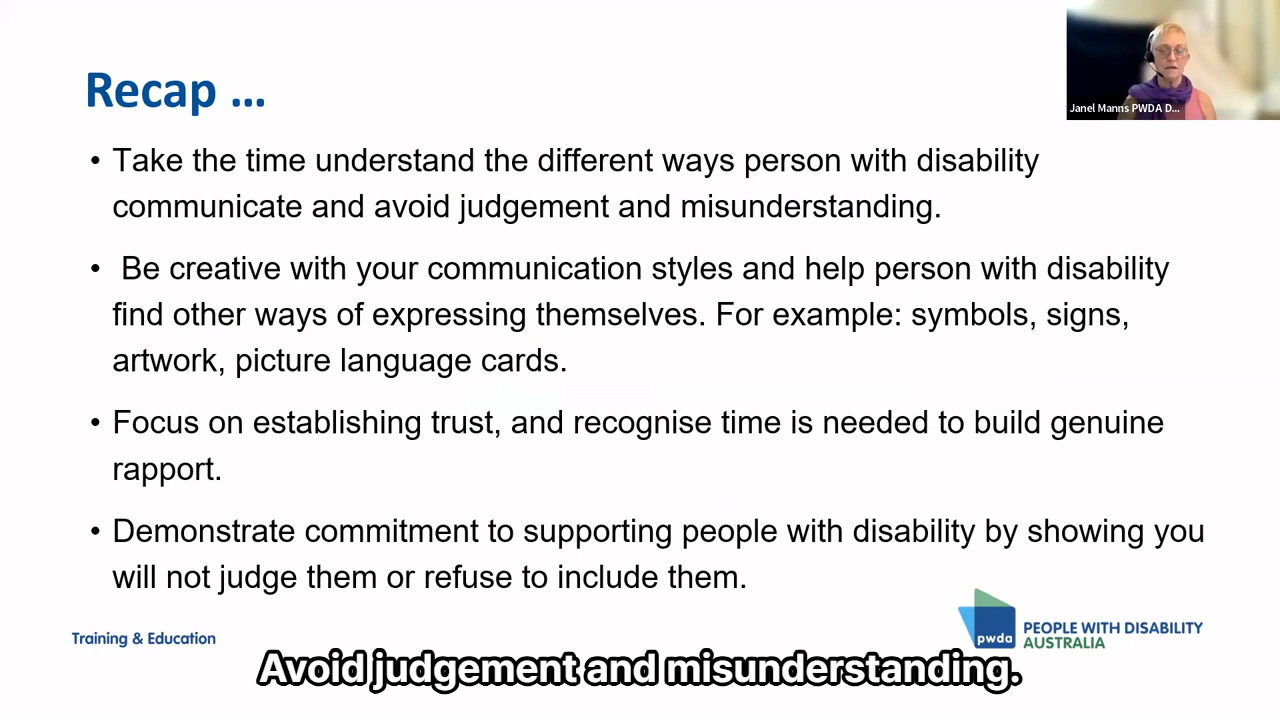 Recap ...
Janel Manns PWDA D...
• Take the time understand the different ways person with disability
communicate and avoid judgement and misunderstanding.
• Be creative with your communication styles and help person with disability
find other ways of expressing themselves. For example: symbols, signs,
artwork, picture language cards.
• Focus on establishing trust, and recognise time is needed to build genuine
rapport.
• Demonstrate commitment to supporting people with disability by showing you
will not judge them or refuse to include them.
Training & Education
pwda
PEOPLE WITH DISABILITY
AUSTRALIA
Avoid judgement and misunderstanding.